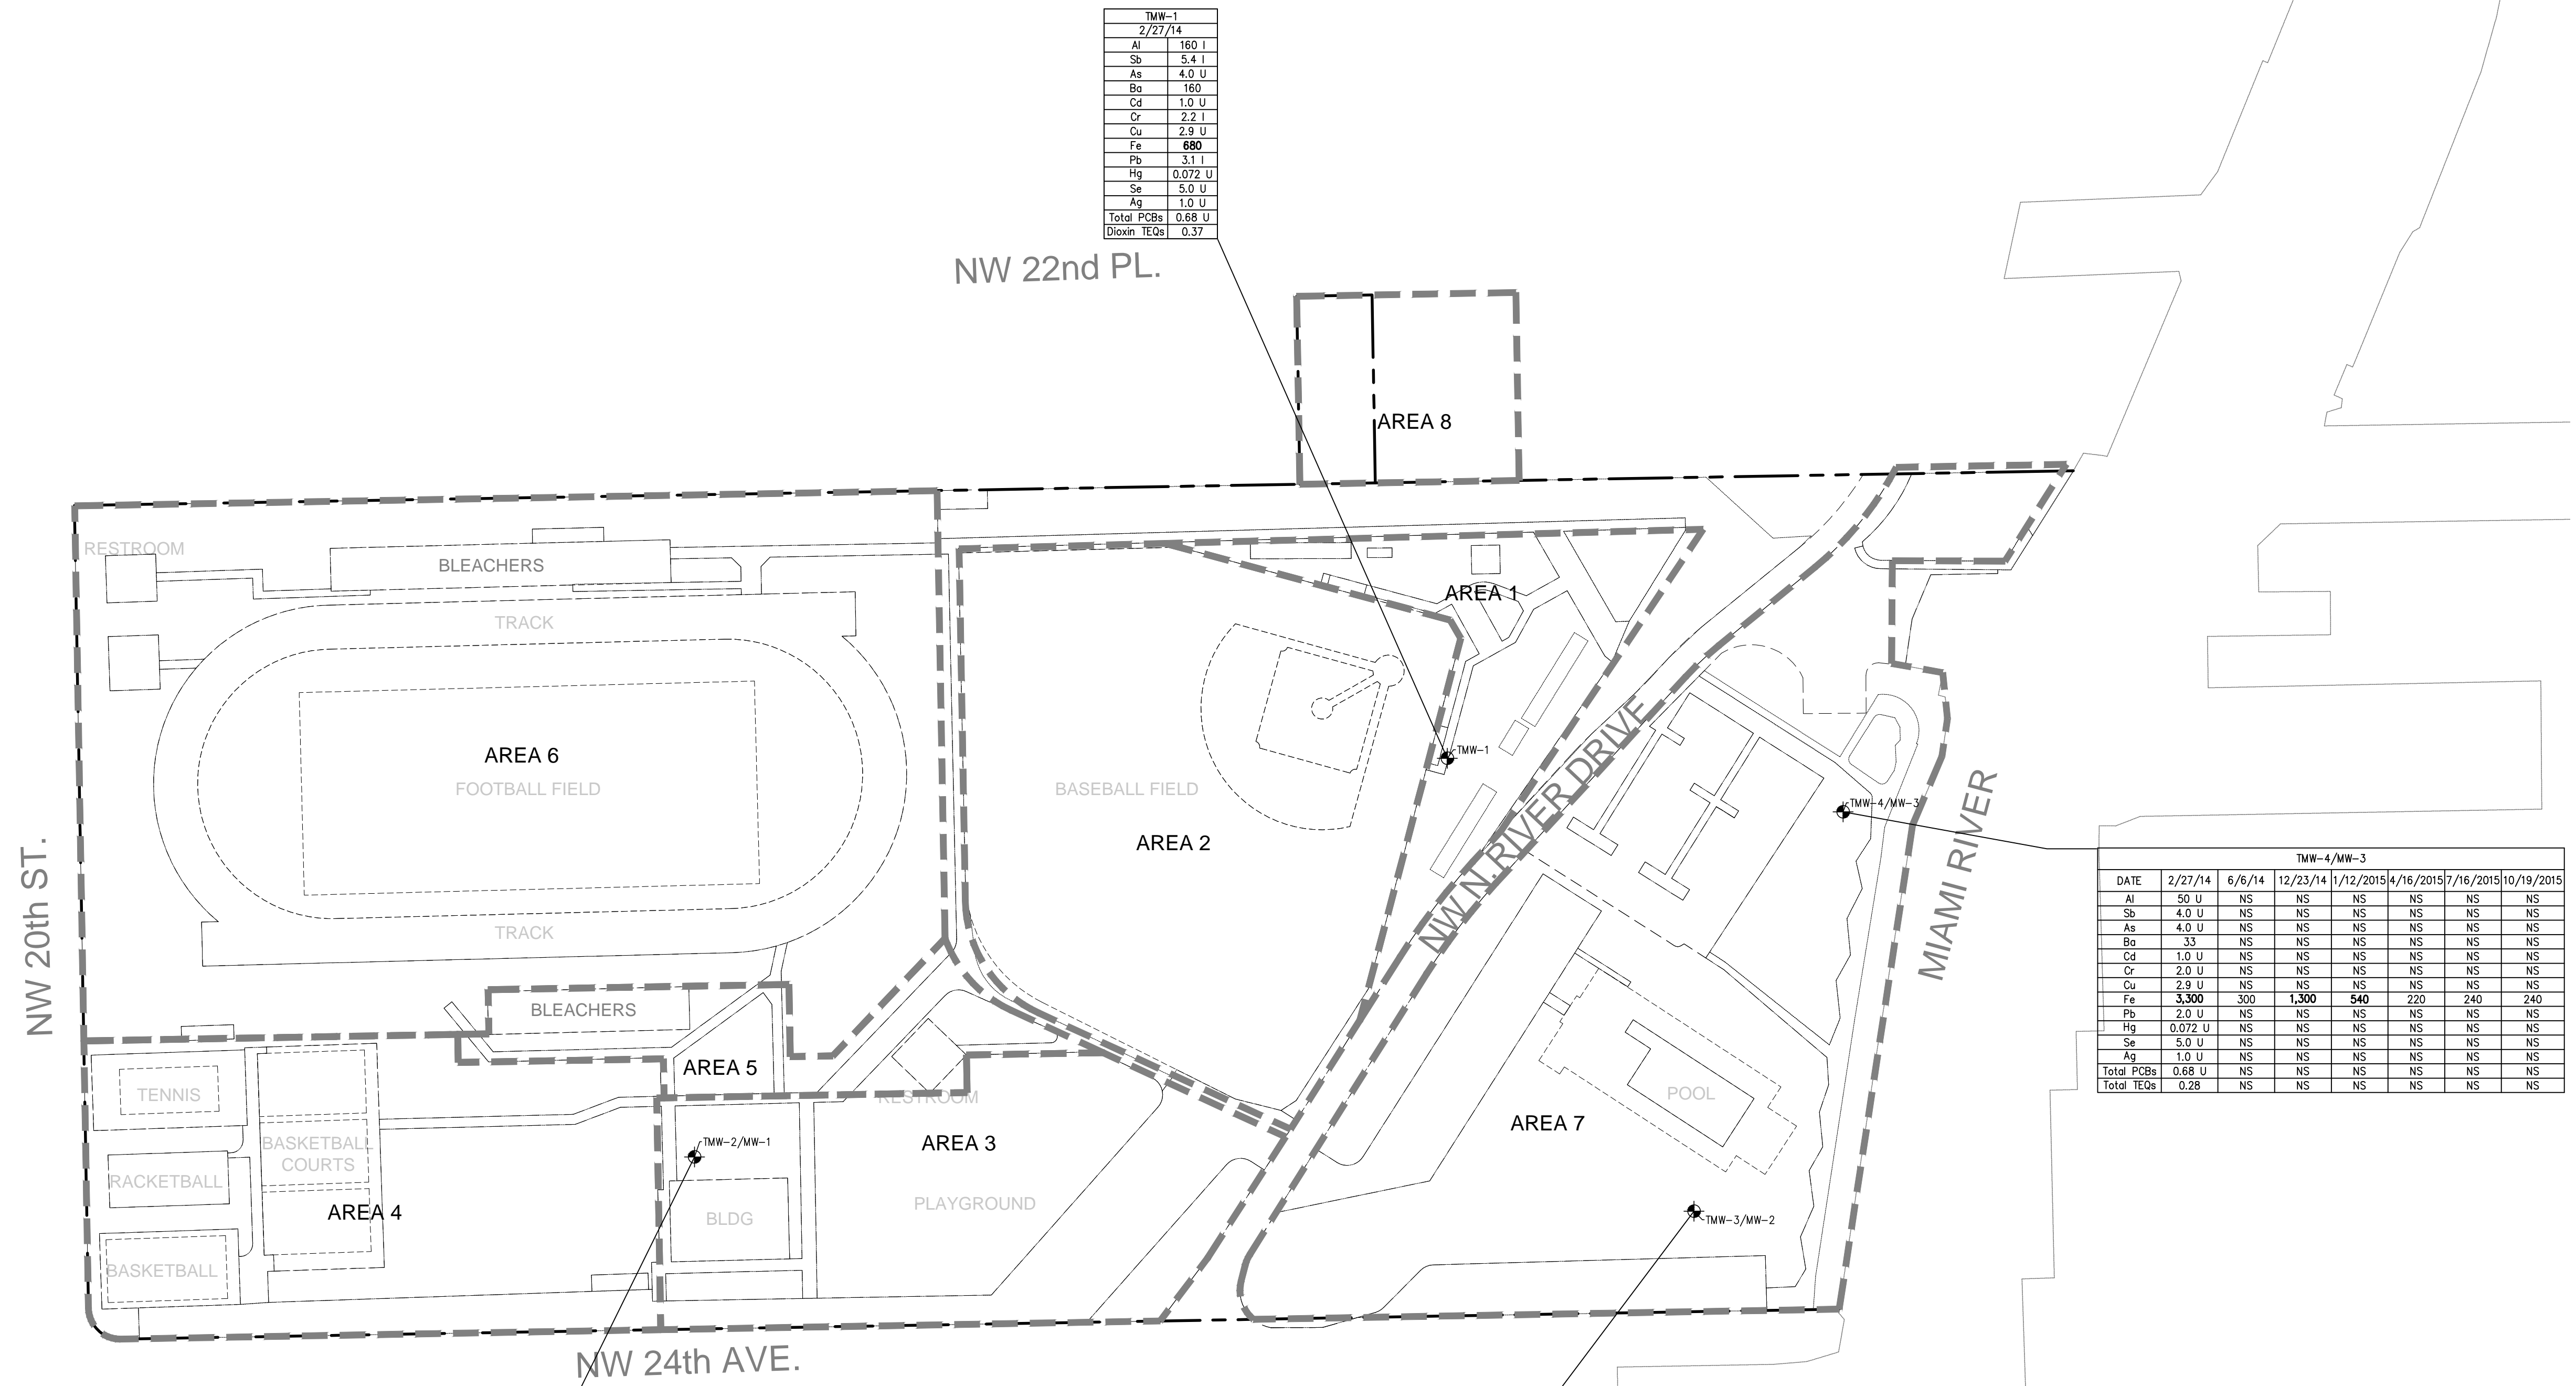 TMW-1
2/27/14
Al 160 I
Sb 5.4 I
As 4.0 U
Ba 160
Cd 1.0 U
Cr 2.2 I
Cu 2.9 U
Fe 680
Pb 3.1 I
Hg 0.072 U
Se 5.0 U
Ag 1.0 U
Total PCBs 0.68 U
Dioxin TEQs 0.37
NW 22nd PL.
AREA 8
RESTROOM
BLEACHERS
TRACK
AREA 1
AREA 6
FOOTBALL FIELD
BASEBALL FIELD
TMW-1
AREA 2
NW N.RIVER DRIVE
TMW-4/MW-3
MIAMI RIVER
NW 20th ST.
TRACK
BLEACHERS
AREA 5
TENNIS
BASKETBALL
COURTS
RACKETBALL
AREA 4
BASKETBALL
TMW-2/MW-1
BLDG
RESTROOM
AREA 3
PLAYGROUND
AREA 7
POOL
TMW-3/MW-2
NW 24th AVE.
TMW-4/MW-3
DATE 2/27/14 6/6/14 12/23/14 1/12/2015 4/16/2015 7/16/2015 10/19/2015
Al 50 U NS NS NS NS NS NS
Sb 4.0 U NS NS NS NS NS NS
As 4.0 U NS NS NS NS NS NS
Ba 33 NS NS NS NS NS NS
Cd 1.0 U NS NS NS NS NS NS
Cr 2.0 U NS NS NS NS NS NS
Cu 2.9 U NS NS NS NS NS NS
Fe 3,300 300 1,300 540 220 240 240
Pb 2.0 U NS NS NS NS NS NS
Hg 0.072 U NS NS NS NS NS NS
Se 5.0 U NS NS NS NS NS NS
Ag 1.0 U NS NS NS NS NS NS
Total PCBs 0.68 U NS NS NS NS NS NS
Total TEQs 0.28 NS NS NS NS NS NS